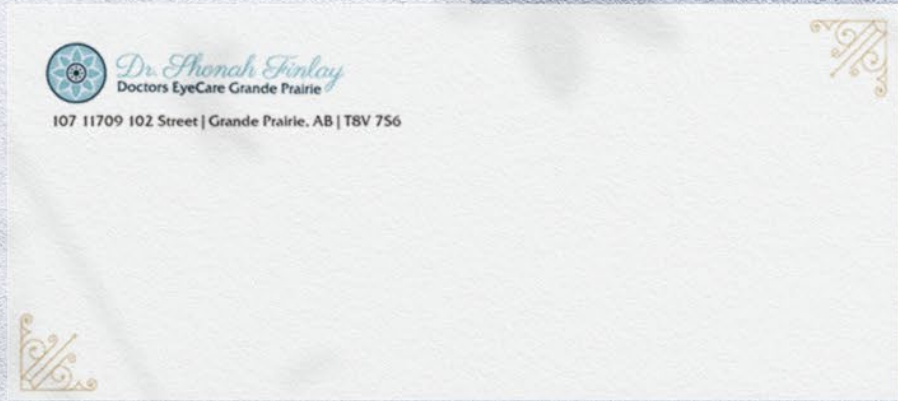 Dr. Shonah Finlay
Doctors EyeCare Grande Prairie
107 11709 102 Street | Grande Prairie, AB | T8V 7S6